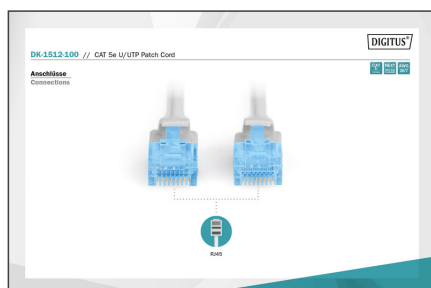 DIGITUS®
DK-1512-100 // CAT 5e U/UTP Patch Cord
Anschlüsse
Connections
RJ45